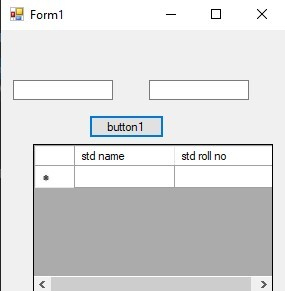 Form1
button1
std name
std roll no